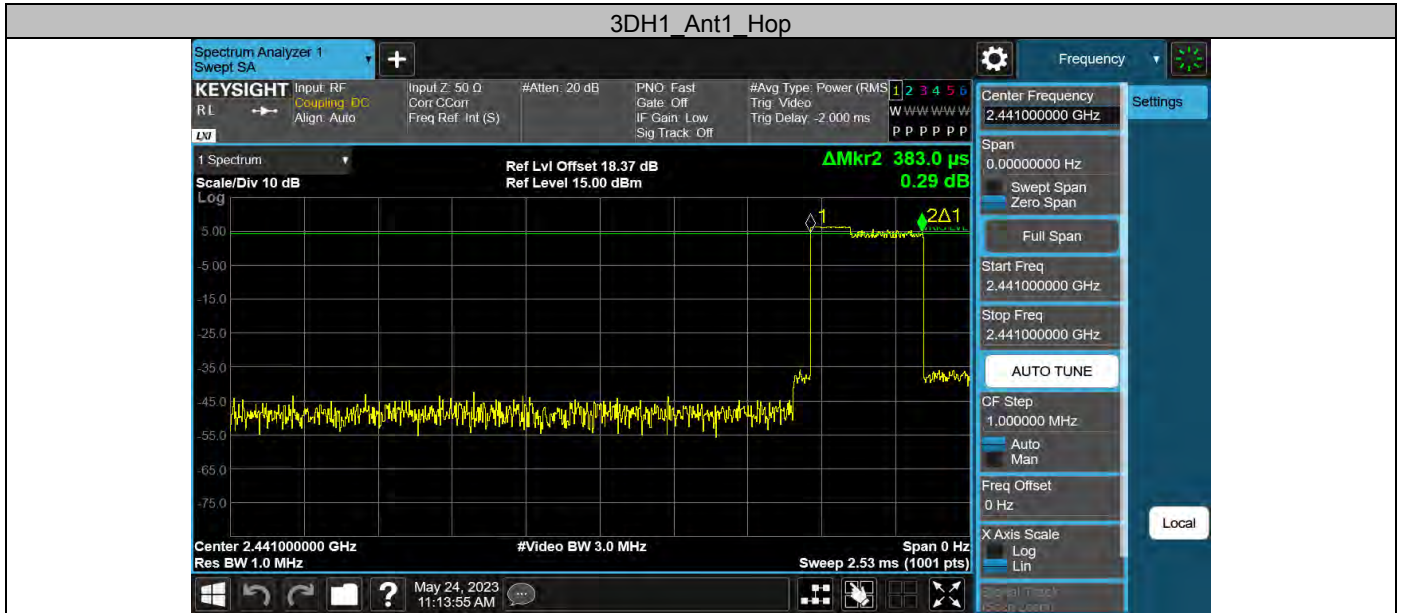 3DH1_Ant1_Hop
Spectrum Analyzer 1
Swept SA
Frequency
KEYSIGHT
RL
LXI
Input: RF
Coupling: DC
Align: Auto
Input Z: 50 Ω
Corr CCorr
Freq Ref: Int (S)
#Atten: 20 dB
PNO: Fast
Gate: Off
IF Gain: Low
Sig Track: Off
#Avg Type: Power (RMS
Trig: Video
Trig Delay: -2.000 ms
1 2 3 4 5 6
W W W W W W
P P P P P P
Center Frequency
2.441000000 GHz
Settings
1 Spectrum
Scale/Div 10 dB
Log
Ref Lvl Offset 18.37 dB
Ref Level 15.00 dBm
ΔMkr2 383.0 µs
0.29 dB
Span
0.00000000 Hz
Swept Span
Zero Span
Full Span
Start Freq
2.441000000 GHz
Stop Freq
2.441000000 GHz
AUTO TUNE
CF Step
1.000000 MHz
Auto
Man
Freq Offset
0 Hz
X Axis Scale
Log
Lin
Local
1
2Δ1
5.00
-5.00
-15.0
-25.0
-35.0
-45.0
-55.0
-65.0
-75.0
Center 2.441000000 GHz
Res BW 1.0 MHz
#Video BW 3.0 MHz
Span 0 Hz
Sweep 2.53 ms (1001 pts)
?
May 24, 2023
11:13:55 AM